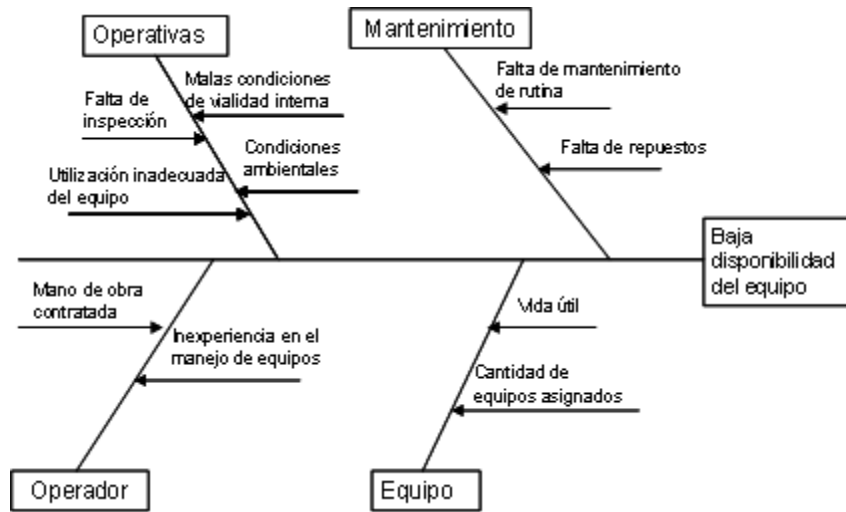 Operativas
Mantenimiento
Malas condiciones
de vialidad interna
Falta de
inspección
Condiciones
ambientales
Utilización inadecuada
del equipo
Falta de mantenimiento
de rutina
Falta de repuestos
Baja
disponibilidad
del equipo
Mano de obra
contratada
Inexperiencia en el
manejo de equipos
Vida útil
Cantidad de
equipos asignados
Operador
Equipo